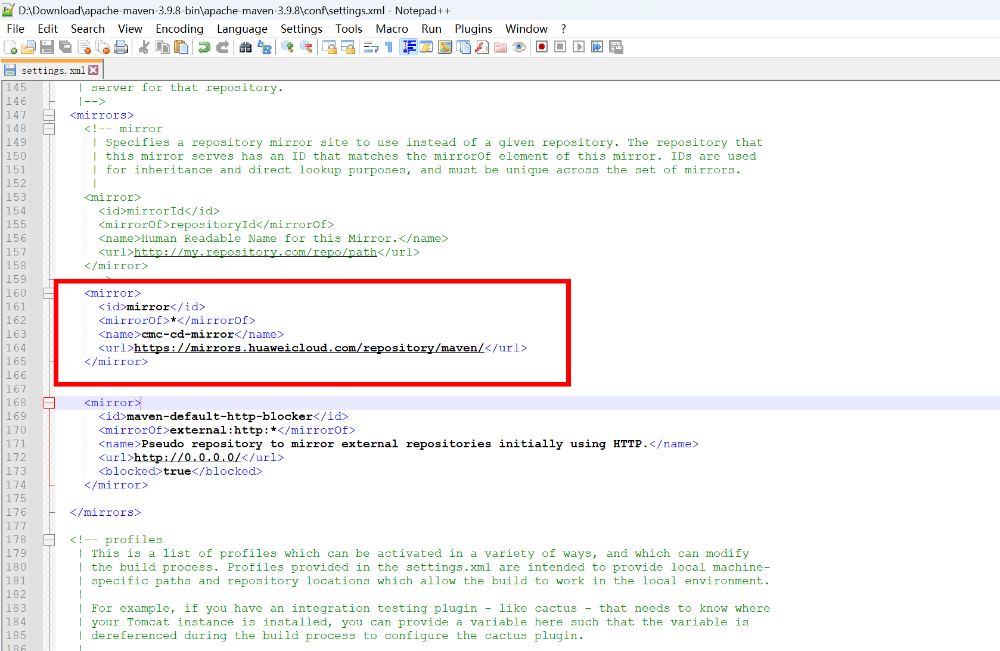 D:\Download\apache-maven-3.9.8-bin\apache-maven-3.9.8\conf\settings.xml - Notepad++
File Edit Search View Encoding Language Settings Tools Macro Run Plugins Window ?
settings.xml
145 | server for that repository.
146 |-->
147 <mirrors>
148 <!-- mirror
149 | Specifies a repository mirror site to use instead of a given repository. The repository that
150 | this mirror serves has an ID that matches the mirrorOf element of this mirror. IDs are used
151 | for inheritance and direct lookup purposes, and must be unique across the set of mirrors.
152 |
153 <mirror>
154 <id>mirrorId</id>
155 <mirrorOf>repositoryId</mirrorOf>
156 <name>Human Readable Name for this Mirror.</name>
157 <url>http://my.repository.com/repo/path</url>
158 </mirror>
159
160 <mirror>
161 <id>mirror</id>
162 <mirrorOf>*</mirrorOf>
163 <name>cmc-cd-mirror</name>
164 <url>https://mirrors.huaweicloud.com/repository/maven/</url>
165 </mirror>
166
167
168 <mirror>
169 <id>maven-default-http-blocker</id>
170 <mirrorOf>external:http:*</mirrorOf>
171 <name>Pseudo repository to mirror external repositories initially using HTTP.</name>
172 <url>http://0.0.0.0/</url>
173 <blocked>true</blocked>
174 </mirror>
175
176 </mirrors>
177
178 <!-- profiles
179 | This is a list of profiles which can be activated in a variety of ways, and which can modify
180 | the build process. Profiles provided in the settings.xml are intended to provide local machine-
181 | specific paths and repository locations which allow the build to work in the local environment.
182 |
183 | For example, if you have an integration testing plugin - like cactus - that needs to know where
184 | your Tomcat instance is installed, you can provide a variable here such that the variable is
185 | dereferenced during the build process to configure the cactus plugin.
186 |